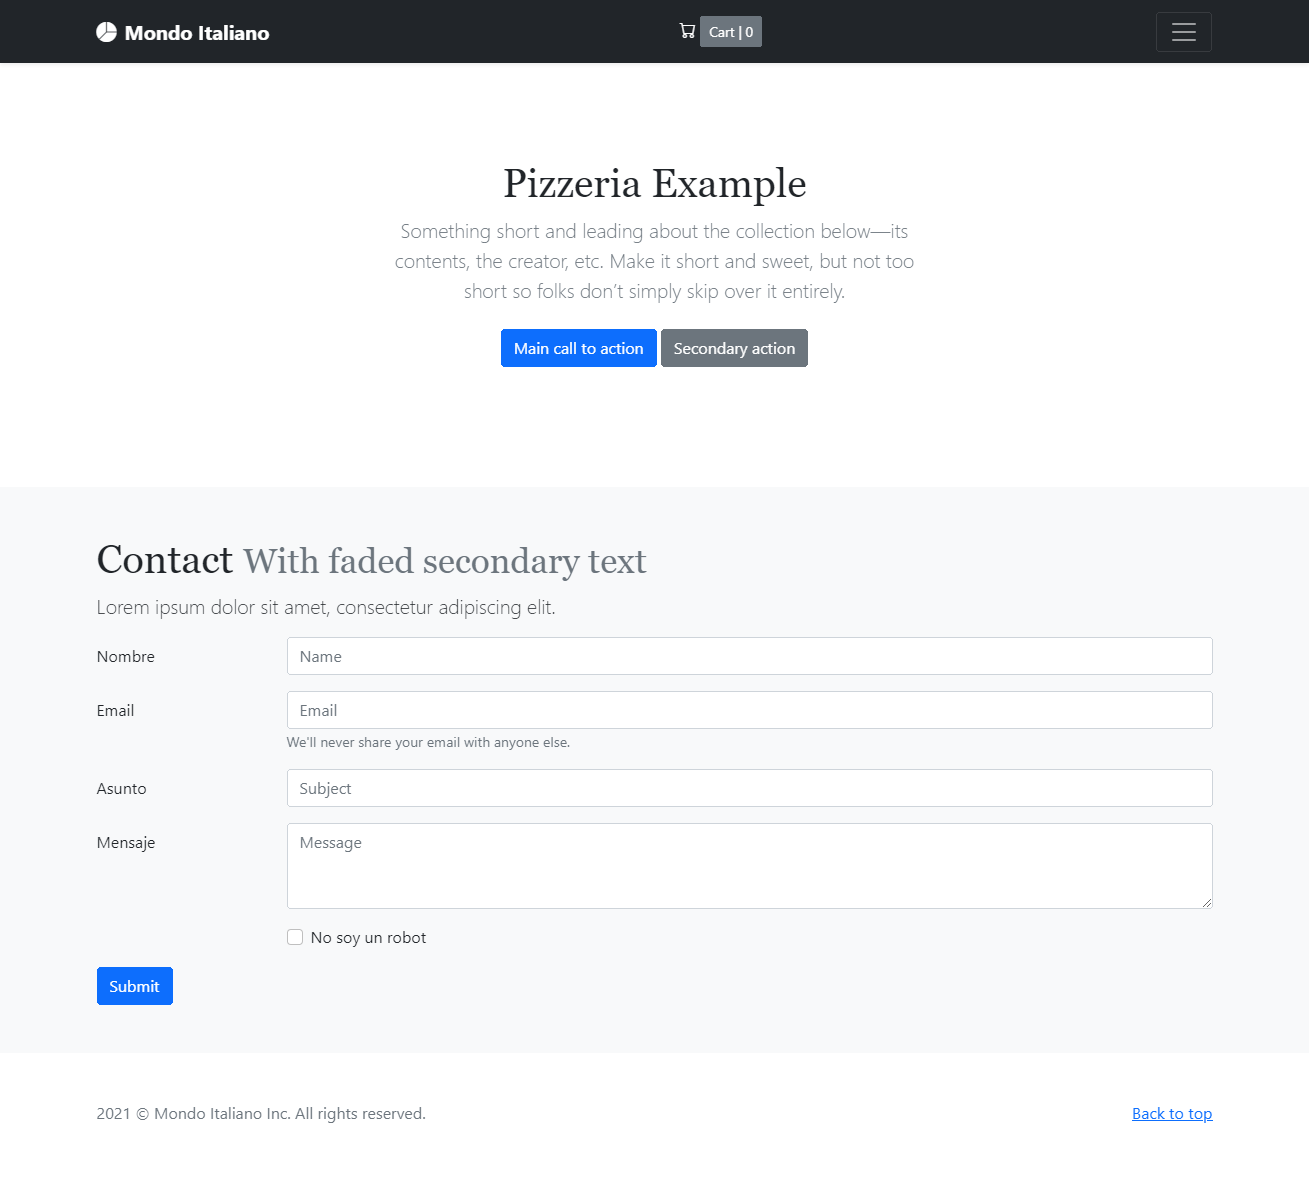 Mondo Italiano
Cart | 0
Pizzeria Example
Something short and leading about the collection below—its
contents, the creator, etc. Make it short and sweet, but not too
short so folks don’t simply skip over it entirely.
Main call to action
Secondary action
Contact With faded secondary text
Lorem ipsum dolor sit amet, consectetur adipiscing elit.
Nombre
Name
Email
Email
We'll never share your email with anyone else.
Asunto
Subject
Mensaje
Message
No soy un robot
Submit
2021 © Mondo Italiano Inc. All rights reserved.
Back to top